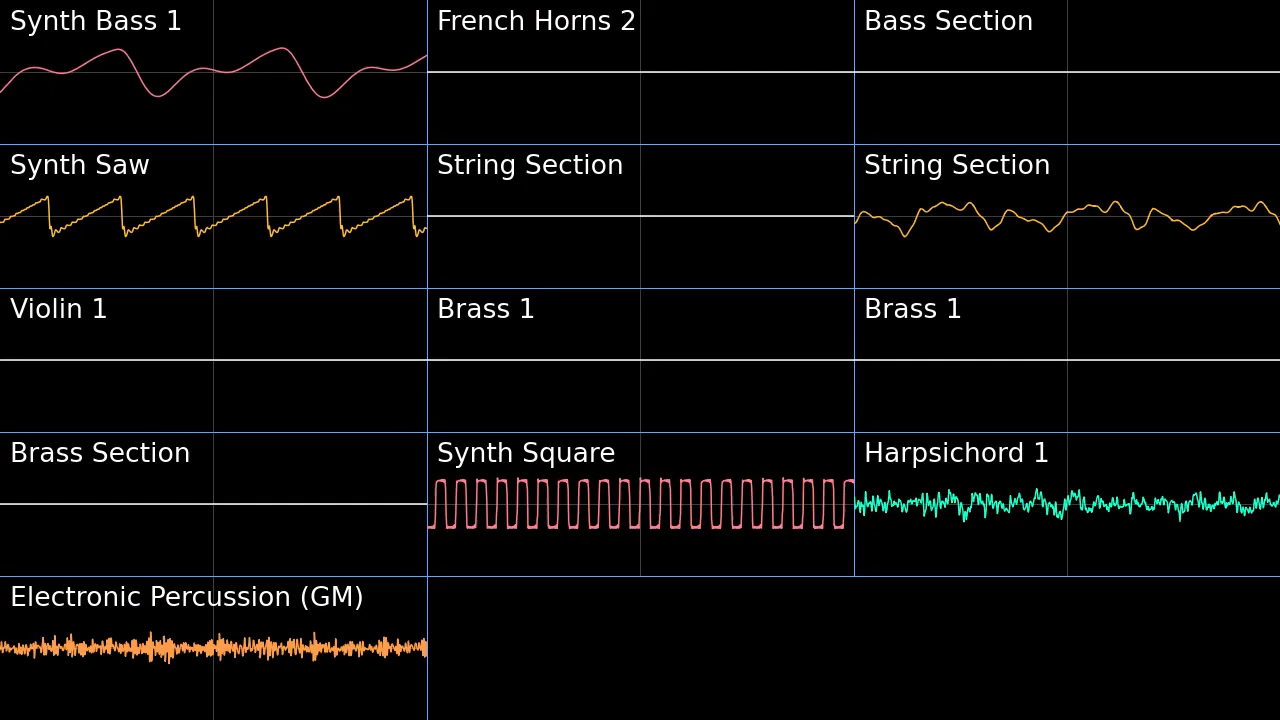 Synth Bass 1
French Horns 2
Bass Section
Synth Saw
String Section
String Section
Violin 1
Brass 1
Brass 1
Brass Section
Synth Square
Harpsichord 1
Electronic Percussion (GM)